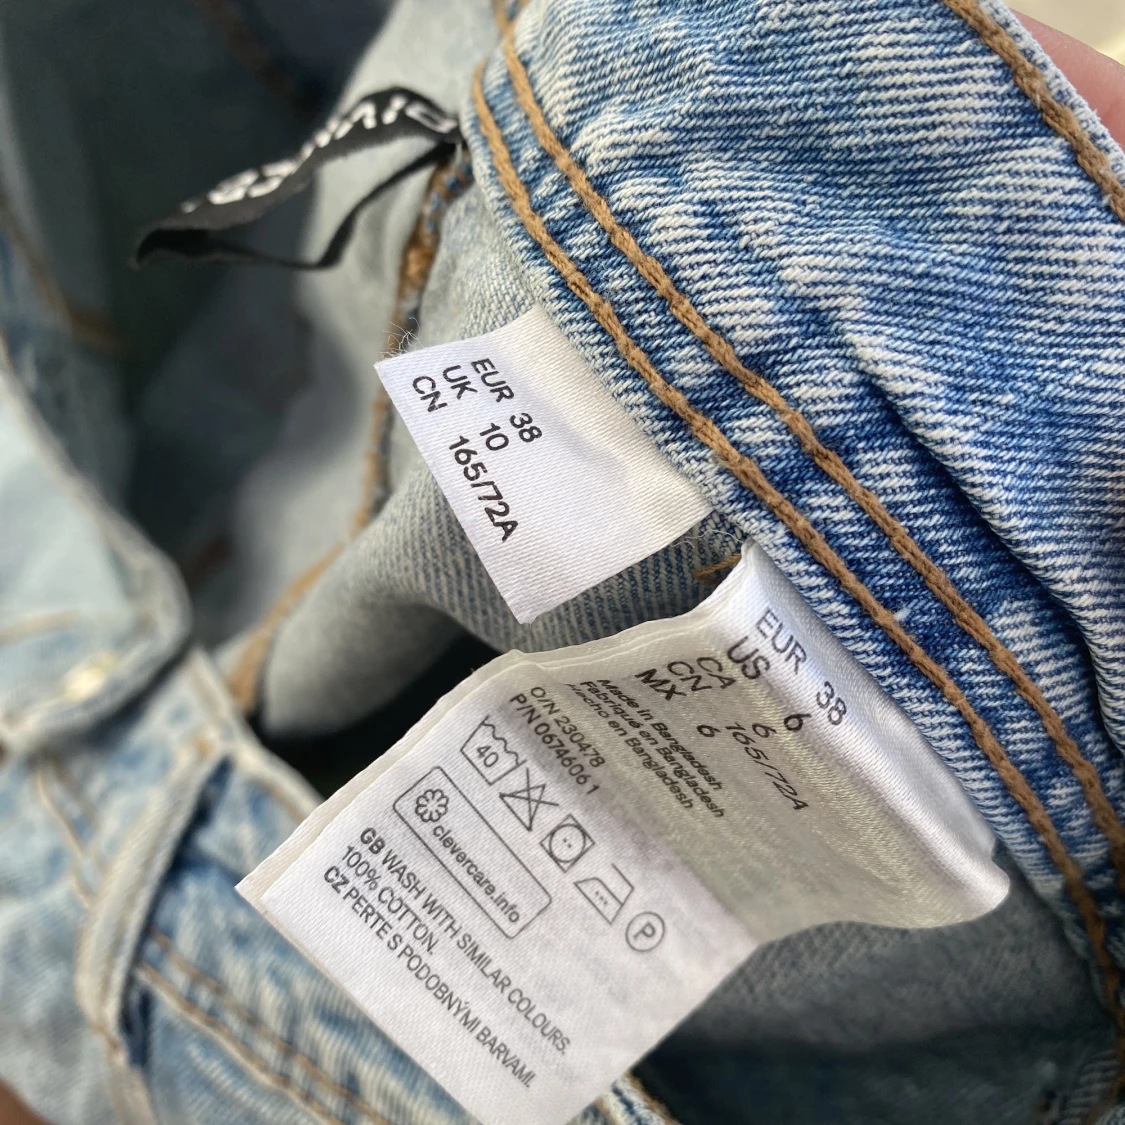 DIVIDED
EUR 38
UK 10
CN 165/72A
EUR 38
US 6
CA 6
CN 165/72A
MX 6
Made in Bangladesh
Fabriqué en Bangladesh
Hecho en Bangladesh
O/N 230478
P/N 06746061
40
P
clevercare.info
GB WASH WITH SIMILAR COLOURS.
100% COTTON.
CZ PERTE S PODOBNÝMI BARVAMI.